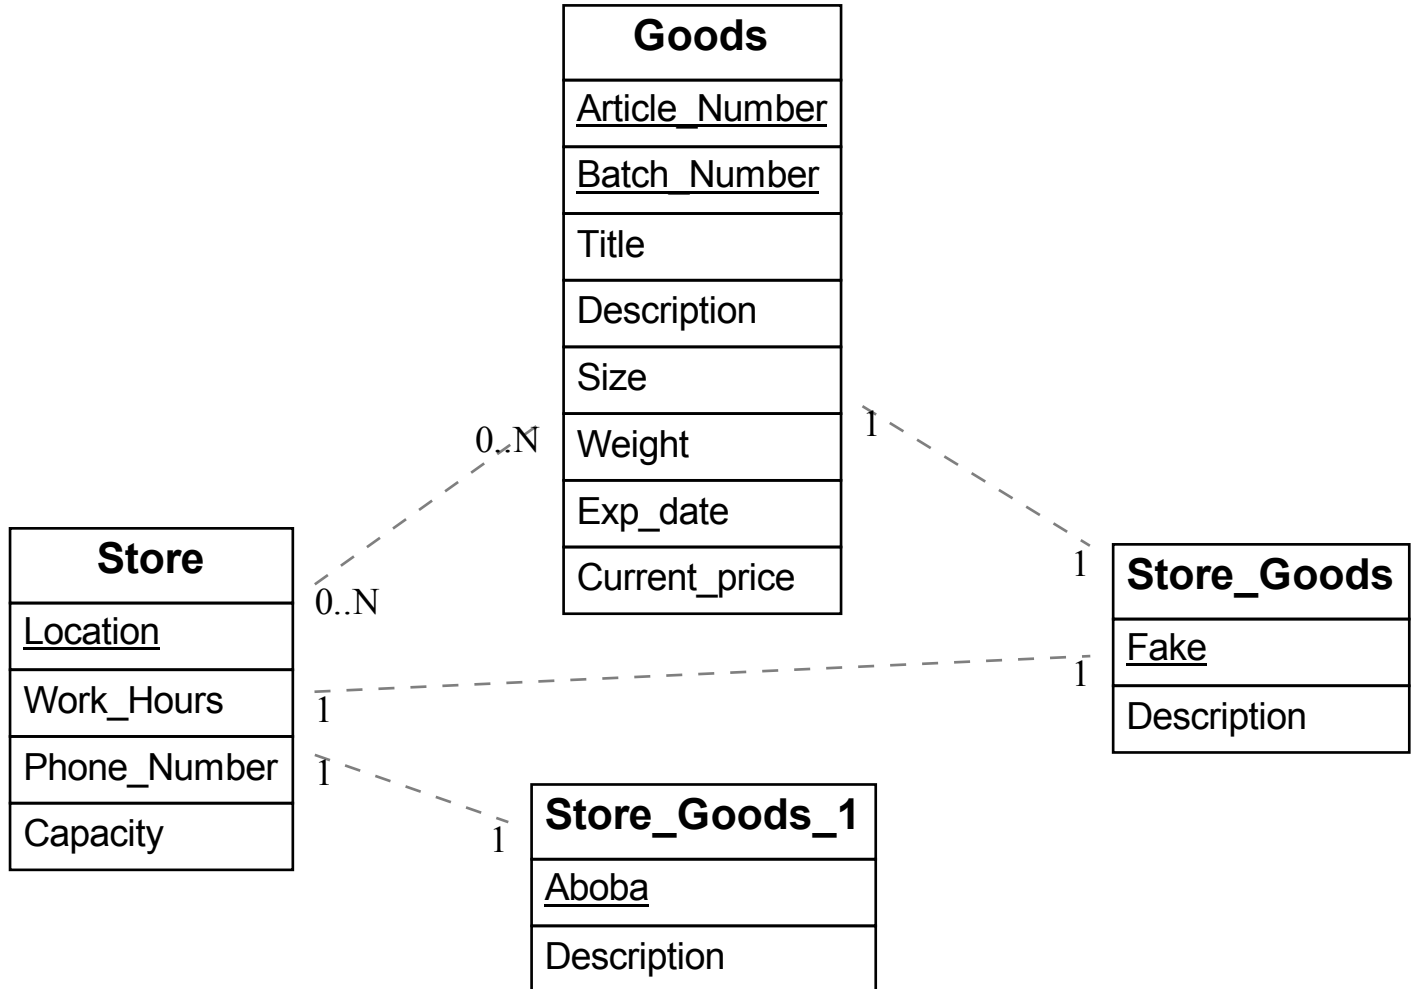 Goods
Article_Number
Batch_Number
Title
Description
Size
Weight
Exp_date
Current_price
0..N
1
Store
Location
Work_Hours
Phone_Number
Capacity
0..N
1
1
1
1
Store_Goods
Fake
Description
1
Store_Goods_1
Aboba
Description